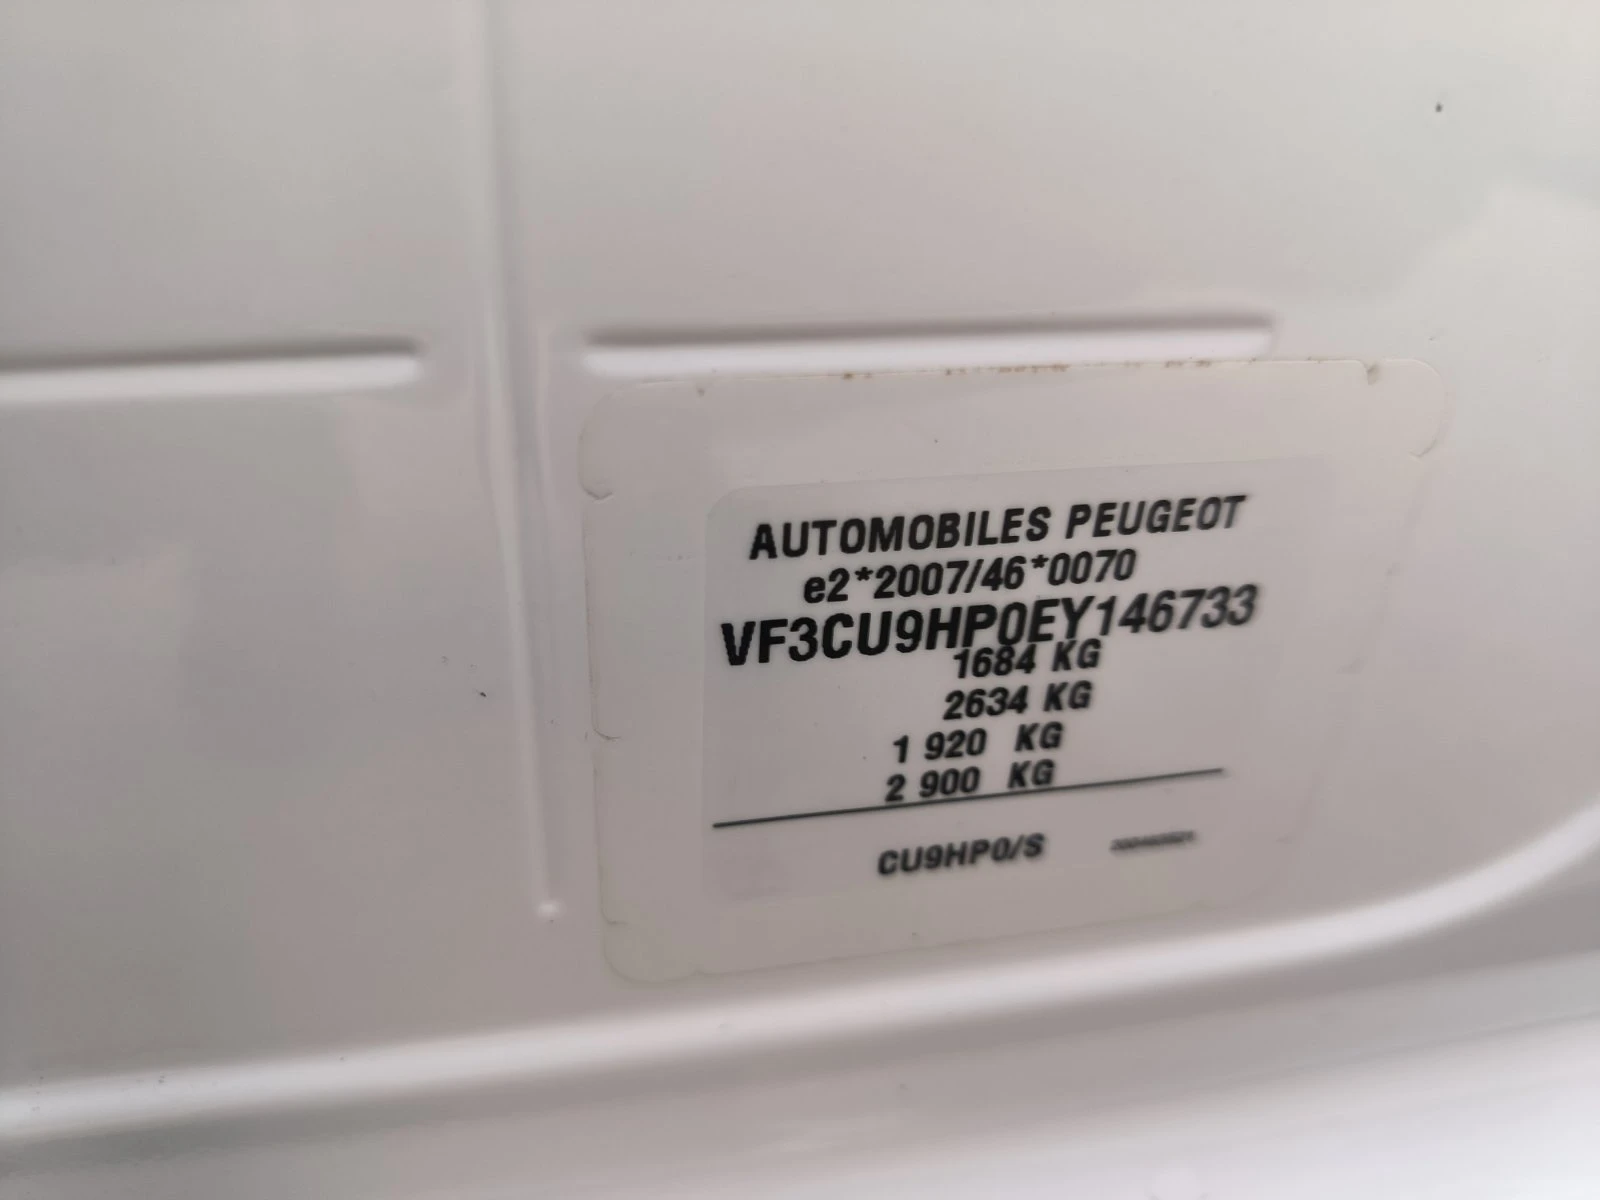 AUTOMOBILES PEUGEOT
e2*2007/46*0070
VF3CU9HP0EY146733
1684 KG
2634 KG
1 920 KG
2 900 KG
CU9HP0/S